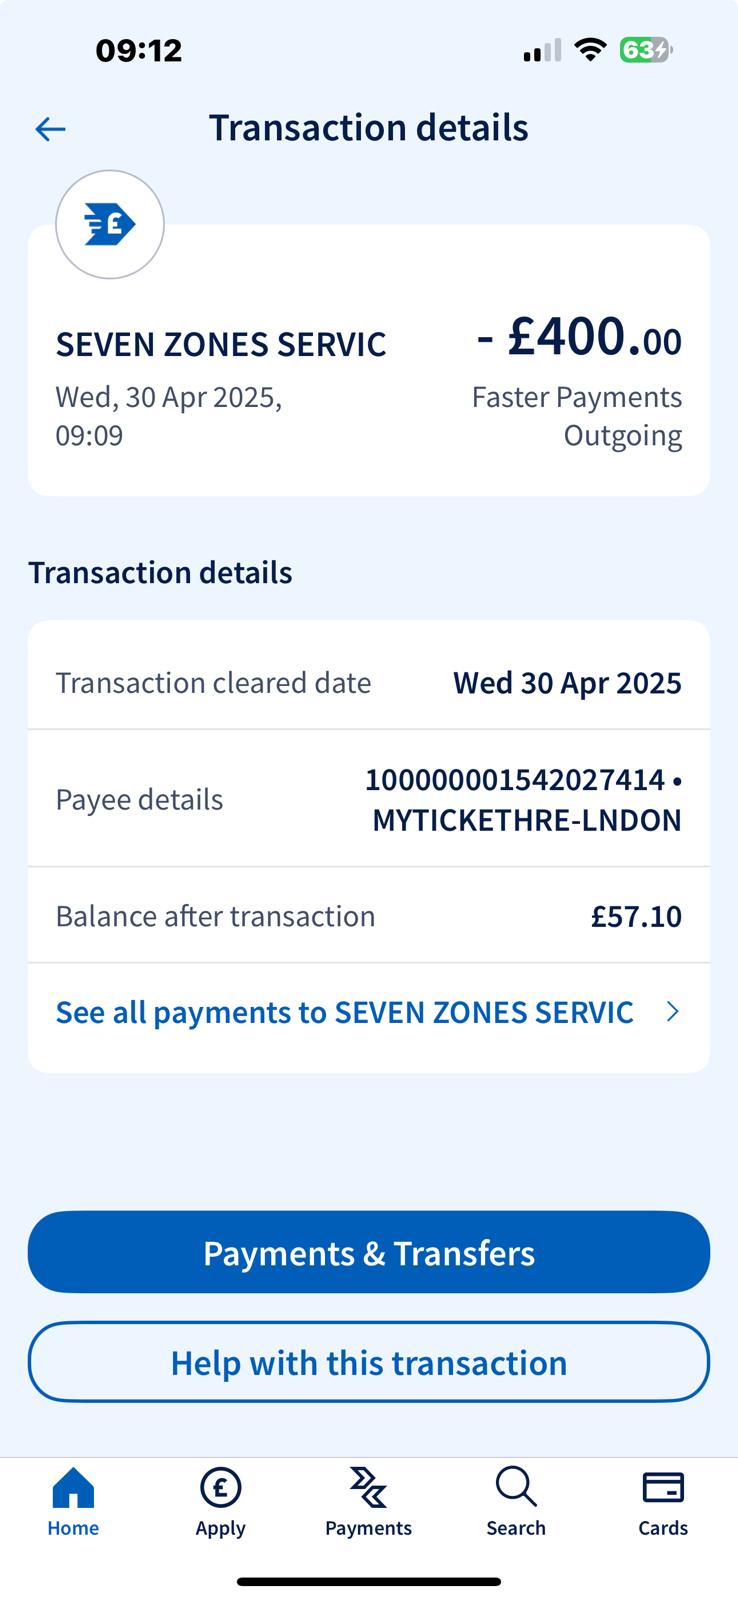 09:12
63
Transaction details
£
SEVEN ZONES SERVIC
- £400.00
Wed, 30 Apr 2025,
09:09
Faster Payments
Outgoing
Transaction details
Transaction cleared date
Wed 30 Apr 2025
Payee details
100000001542027414 •
MYTICKETHRE-LNDON
Balance after transaction
£57.10
See all payments to SEVEN ZONES SERVIC
Payments & Transfers
Help with this transaction
£
Home
Apply
Payments
Search
Cards